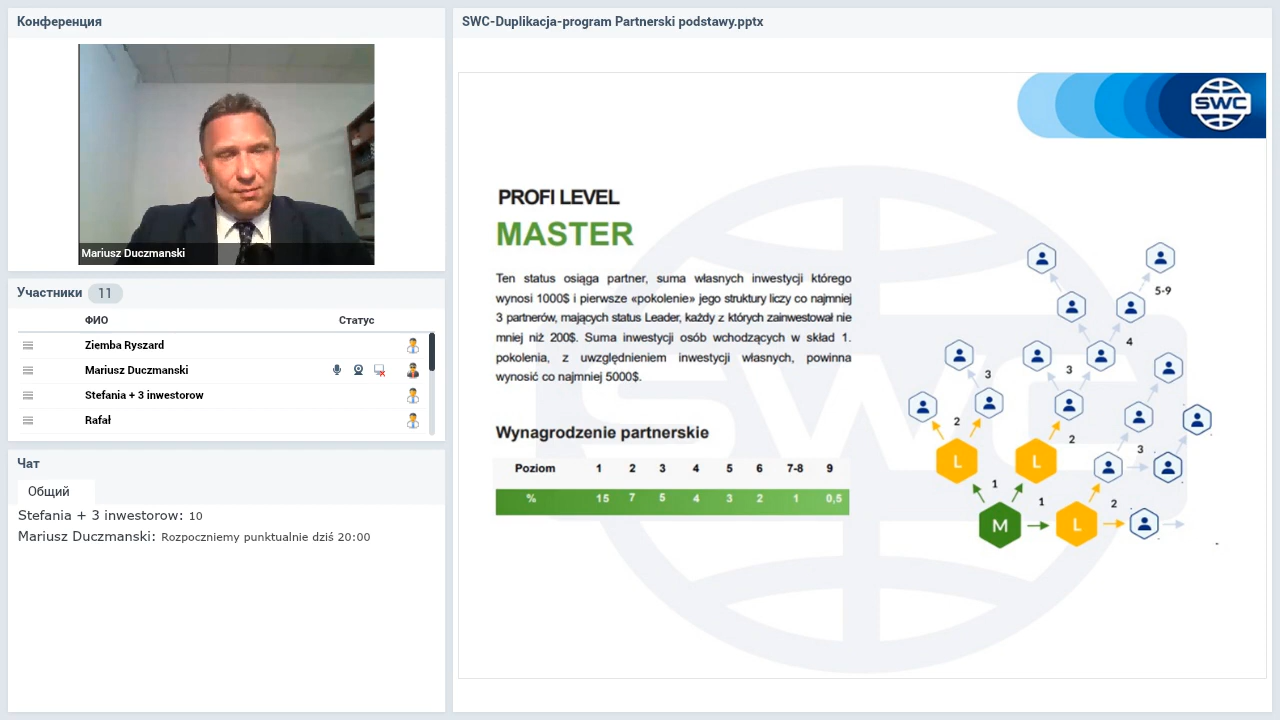 Конференция
Mariusz Duczmanski
Участники 11
ФИО Статус
Ziemba Ryszard
Mariusz Duczmanski
Stefania + 3 inwestorow
Rafał
Чат
Общий
Stefania + 3 inwestorow: 10
Mariusz Duczmanski: Rozpoczniemy punktualnie dziś 20:00
SWC-Duplikacja-program Partnerski podstawy.pptx
SWC
PROFI LEVEL
MASTER
Ten status osiąga partner, suma własnych inwestycji którego
wynosi 1000$ i pierwsze «pokolenie» jego struktury liczy co najmniej
3 partnerów, mających status Leader, każdy z których zainwestował nie
mniej niż 200$. Suma inwestycji osób wchodzących w skład 1.
pokolenia, z uwzględnieniem inwestycji własnych, powinna
wynosić co najmniej 5000$.
Wynagrodzenie partnerskie
Poziom 1 2 3 4 5 6 7-8 9
% 15 7 5 4 3 2 1 0,5
5-9
4
3 3
2
2
L L 3
1
1 2
M L
SWC